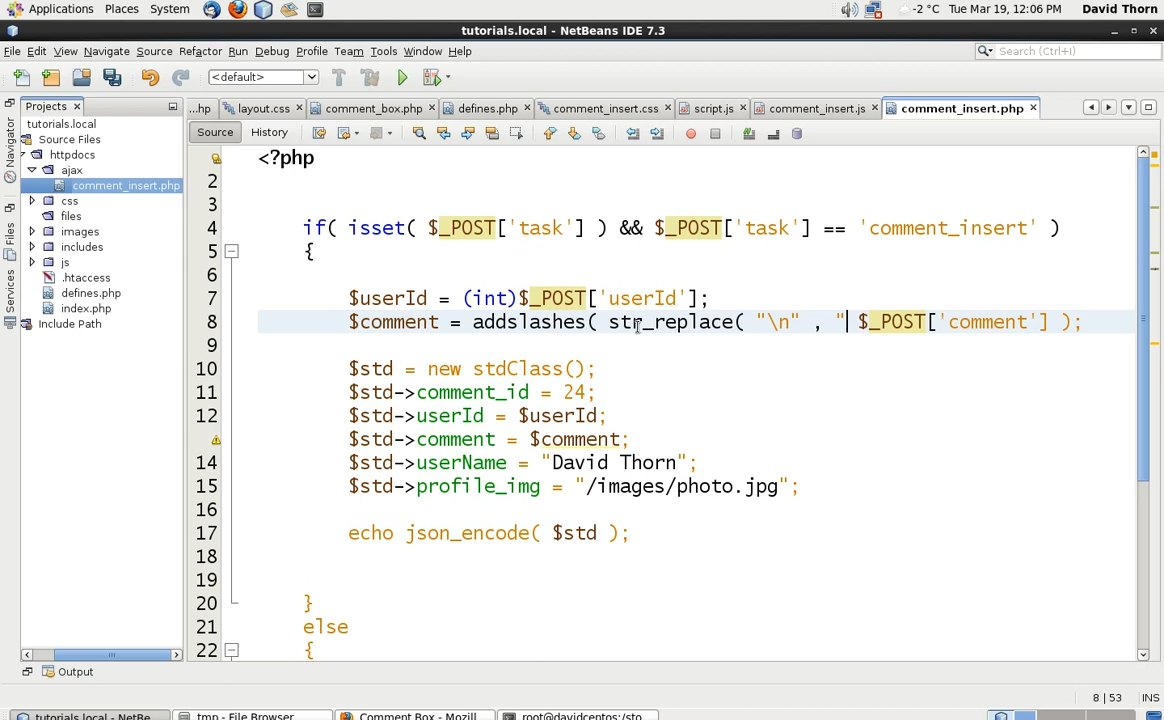 Applications Places System -2 °C Tue Mar 19, 12:06 PM David Thorn
tutorials.local - NetBeans IDE 7.3
File Edit View Navigate Source Refactor Run Debug Profile Team Tools Window Help Search (Ctrl+I)
<default>
Projects
...hp layout.css comment_box.php defines.php comment_insert.css script.js comment_insert.js comment_insert.php
Source History
Navigator
Files
Services
tutorials.local
Source Files
httpdocs
ajax
comment_insert.php
css
files
images
includes
js
.htaccess
defines.php
index.php
Include Path
<?php
2
3
4 if( isset( $_POST['task'] ) && $_POST['task'] == 'comment_insert' )
5 {
6
7 $userId = (int)$_POST['userId'];
8 $comment = addslashes( str_replace( "\n" , " $_POST['comment'] );
9
10 $std = new stdClass();
11 $std->comment_id = 24;
12 $std->userId = $userId;
$std->comment = $comment;
14 $std->userName = "David Thorn";
15 $std->profile_img = "/images/photo.jpg";
16
17 echo json_encode( $std );
18
19
20 }
21 else
22 {
Output
8 | 53 INS
tutorials.local - NetBe... tmp - File Browser Comment Box - Mozill... root@davidcentos:/sto...